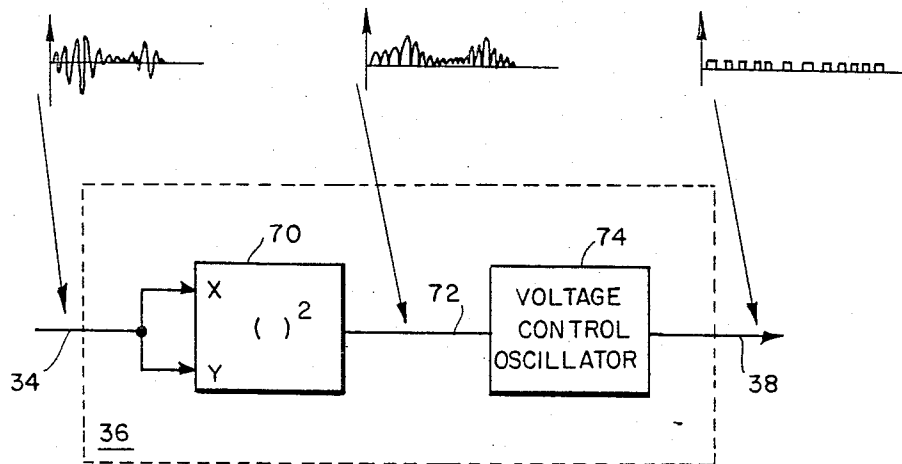 70
X
( )²
Y
72
74
VOLTAGE
CONTROL
OSCILLATOR
34
38
36